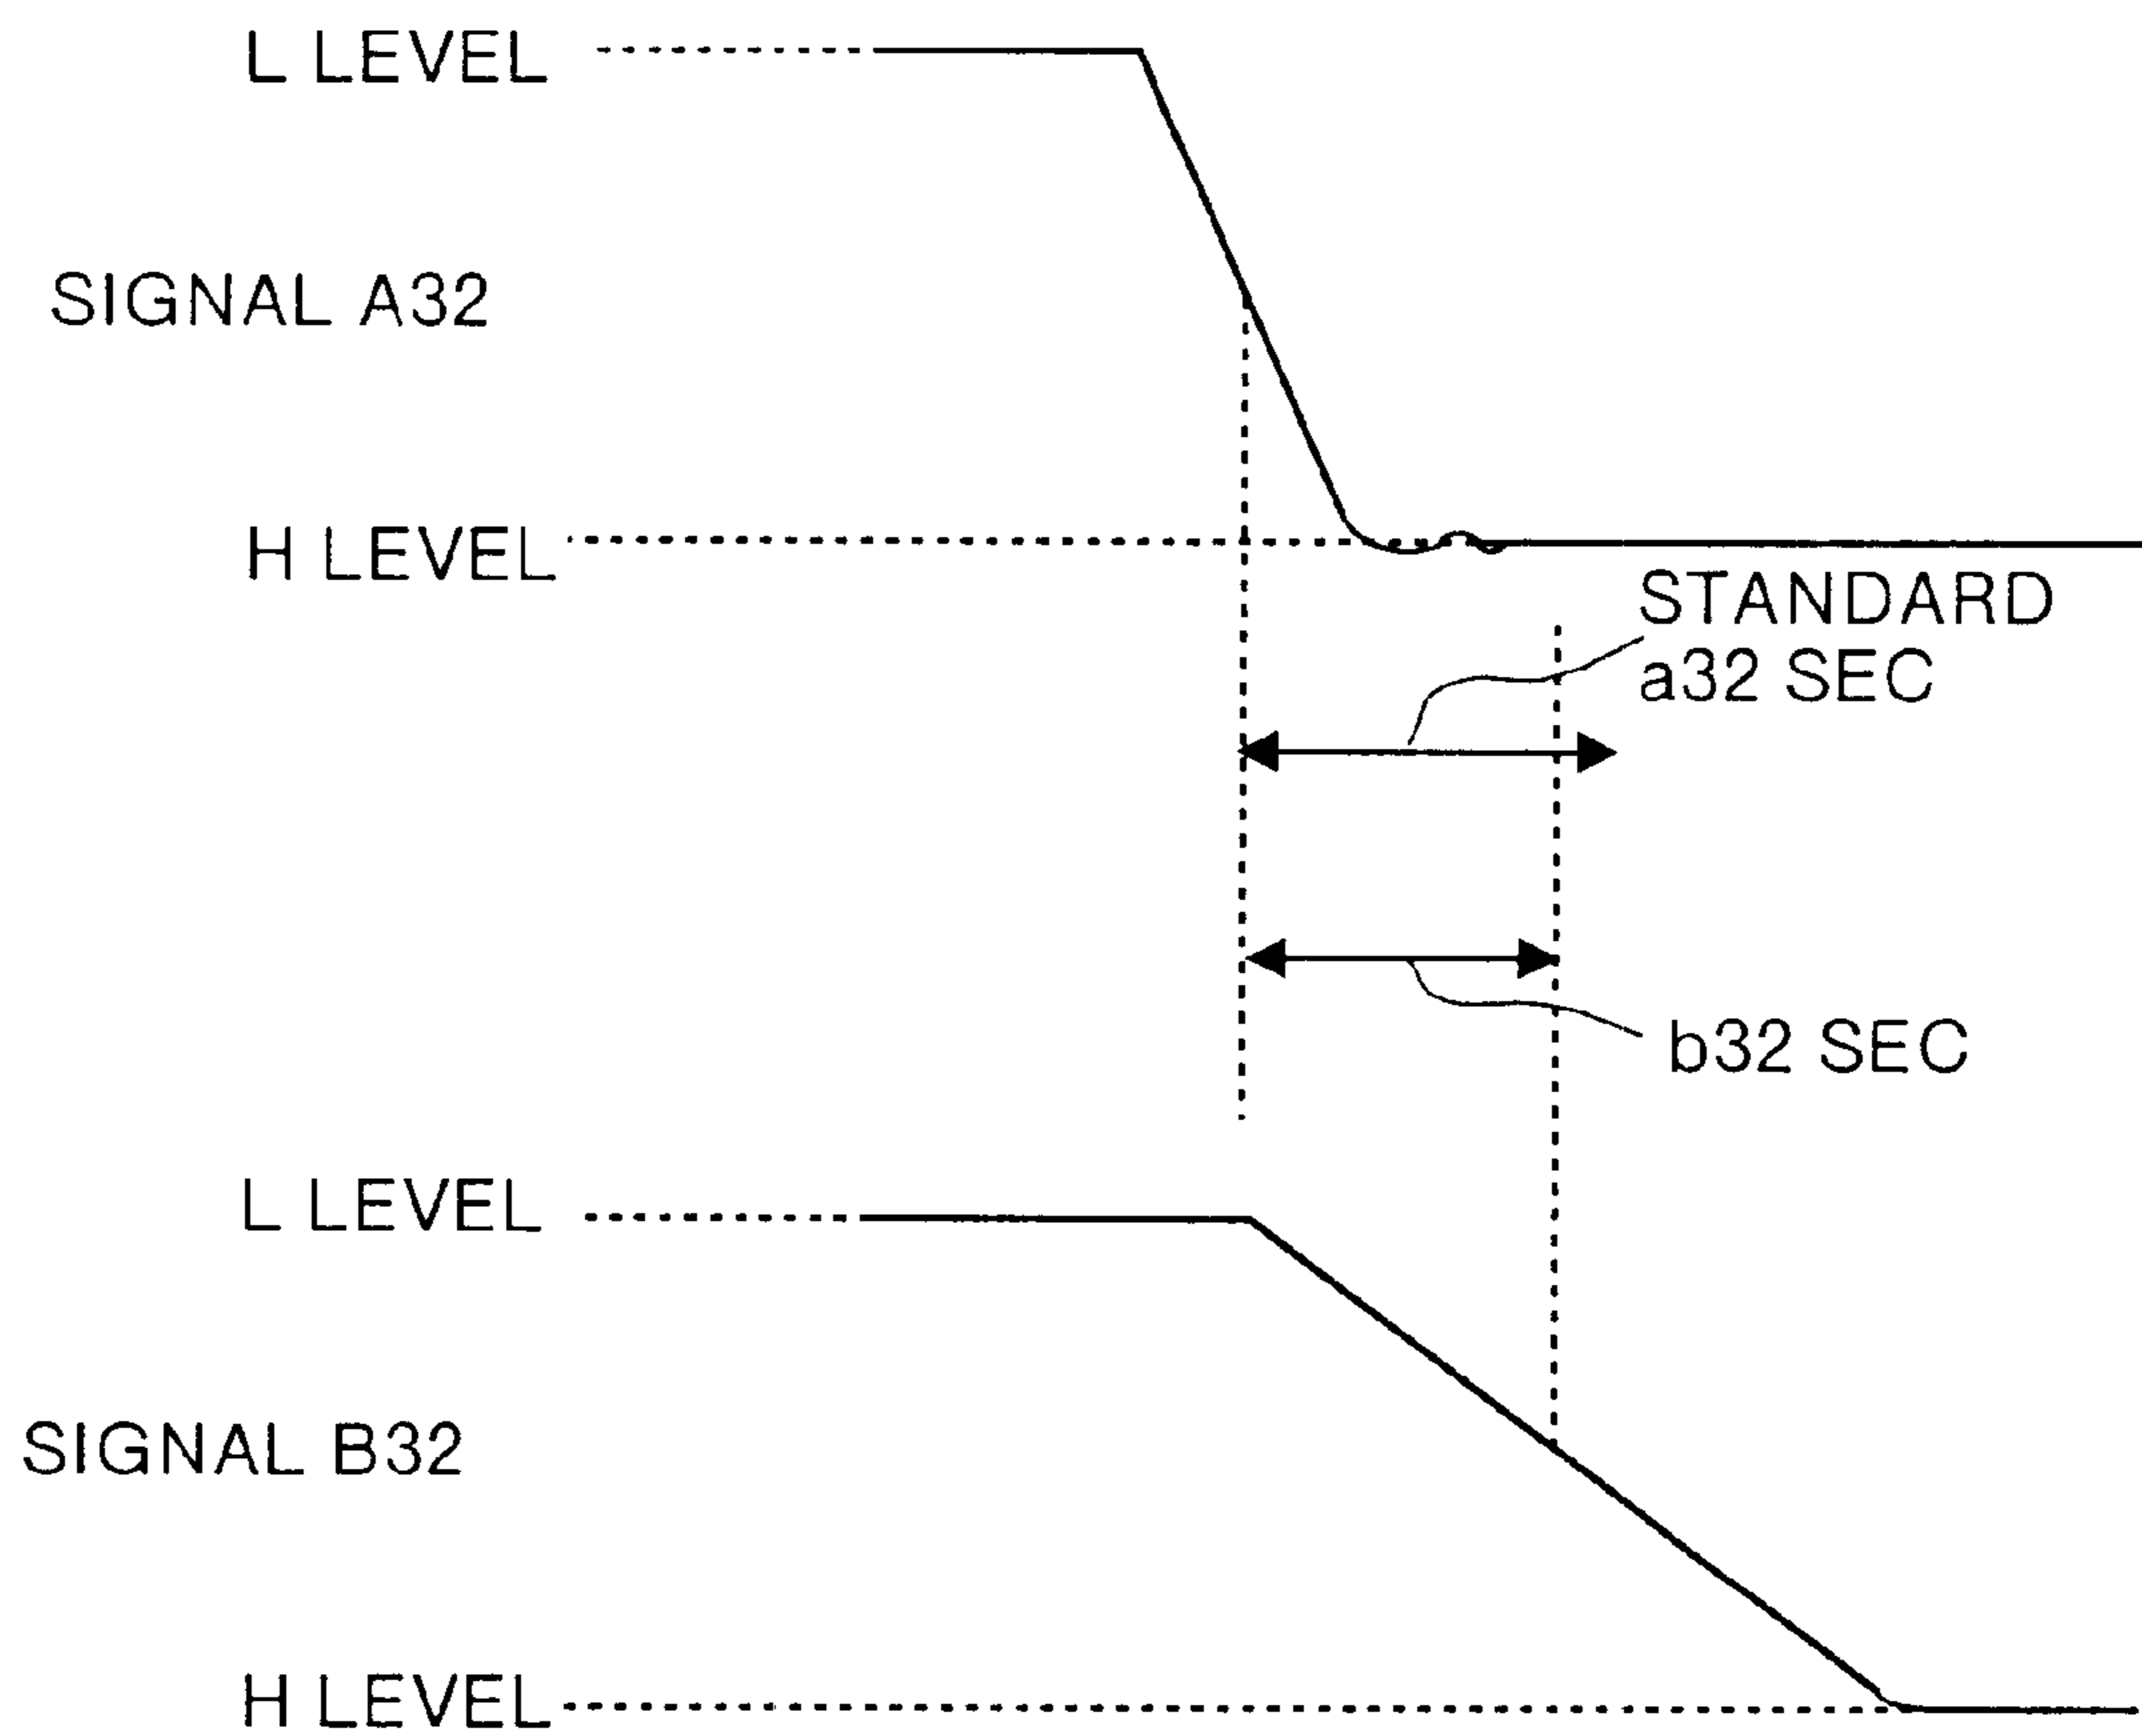 L LEVEL
SIGNAL A32
H LEVEL
STANDARD
a32 SEC
b32 SEC
L LEVEL
SIGNAL B32
H LEVEL